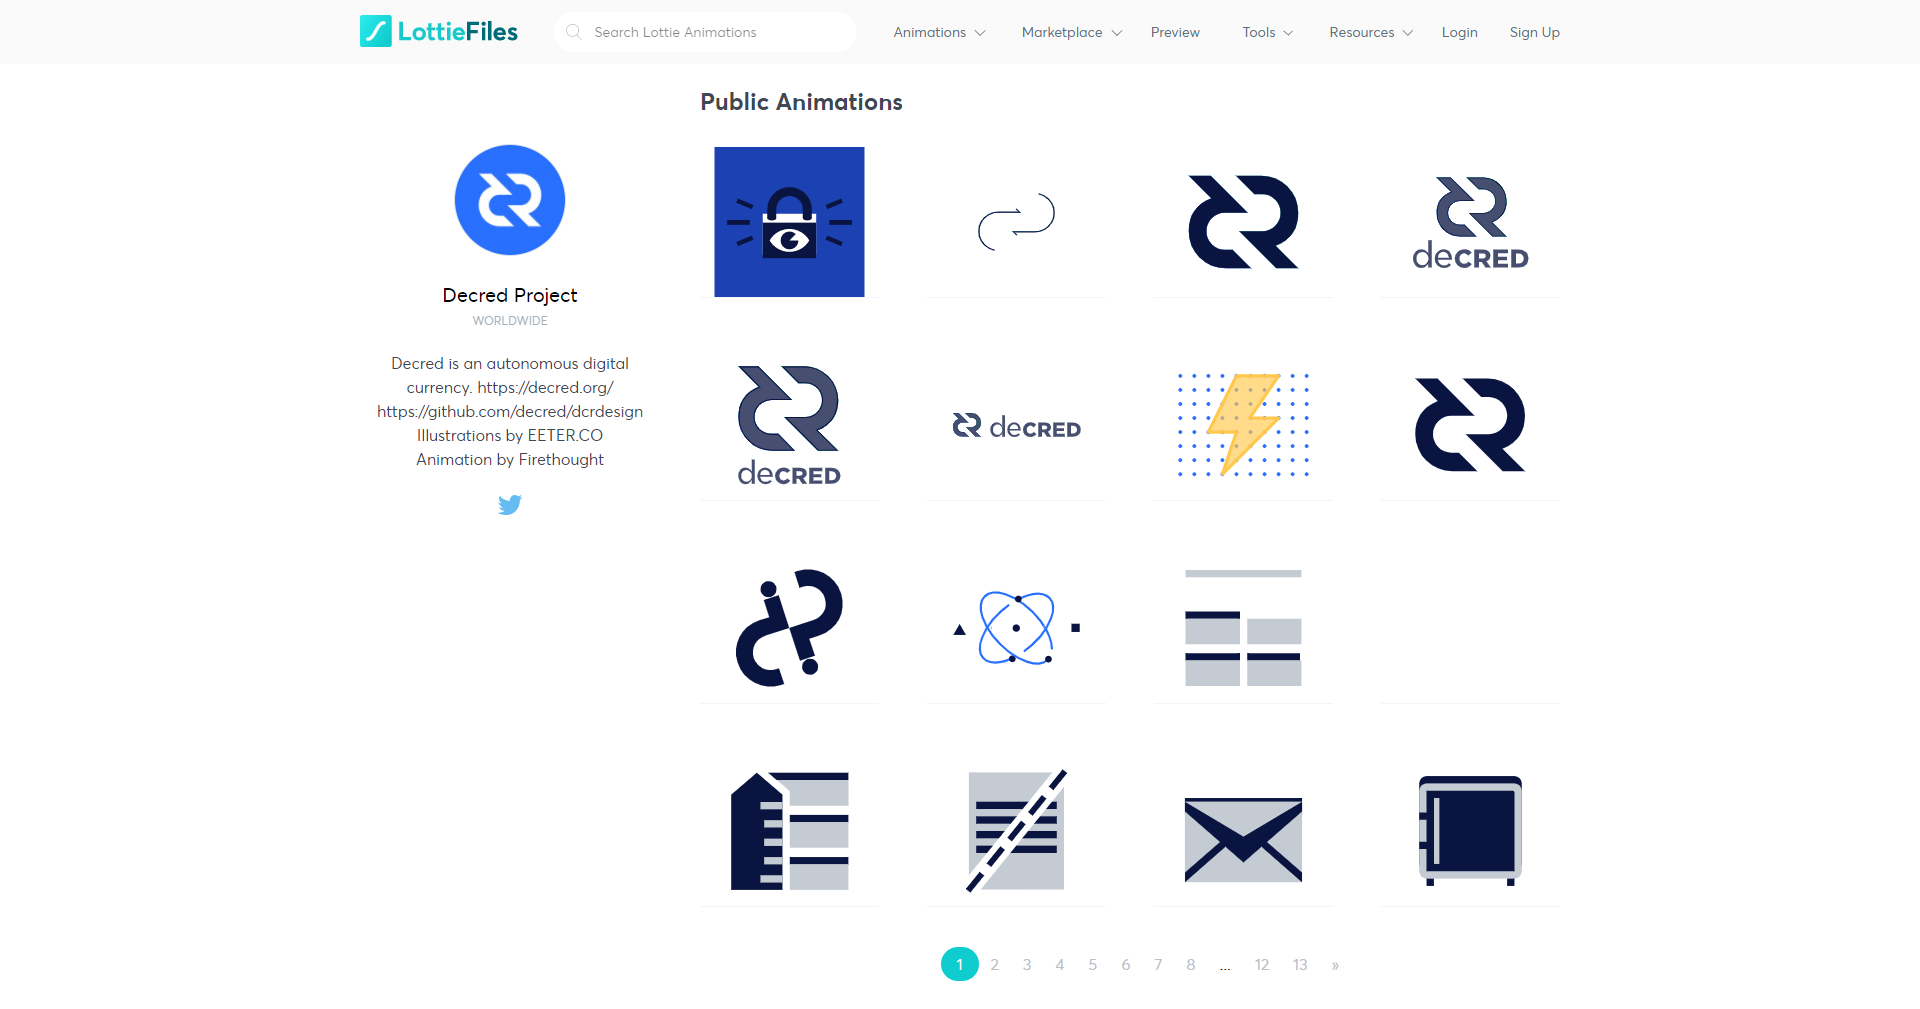 LottieFiles
Search Lottie Animations
Animations
Marketplace
Preview
Tools
Resources
Login
Sign Up
Public Animations
Decred Project
WORLDWIDE
Decred is an autonomous digital
currency. https://decred.org/
https://github.com/decred/dcrdesign
Illustrations by EETER.CO
Animation by Firethought
deCRED
deCRED
deCRED
1 2 3 4 5 6 7 8 ... 12 13 »